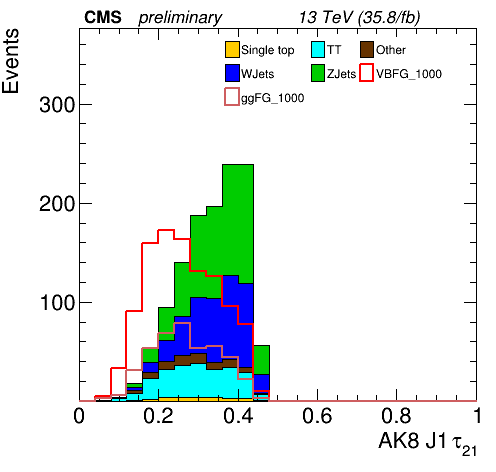 CMS preliminary 13 TeV (35.8/fb)
Events
Single top TT Other
WJets ZJets VBFG_1000
ggFG_1000
300
200
100
0 0.2 0.4 0.6 0.8 1
AK8 J1 τ21